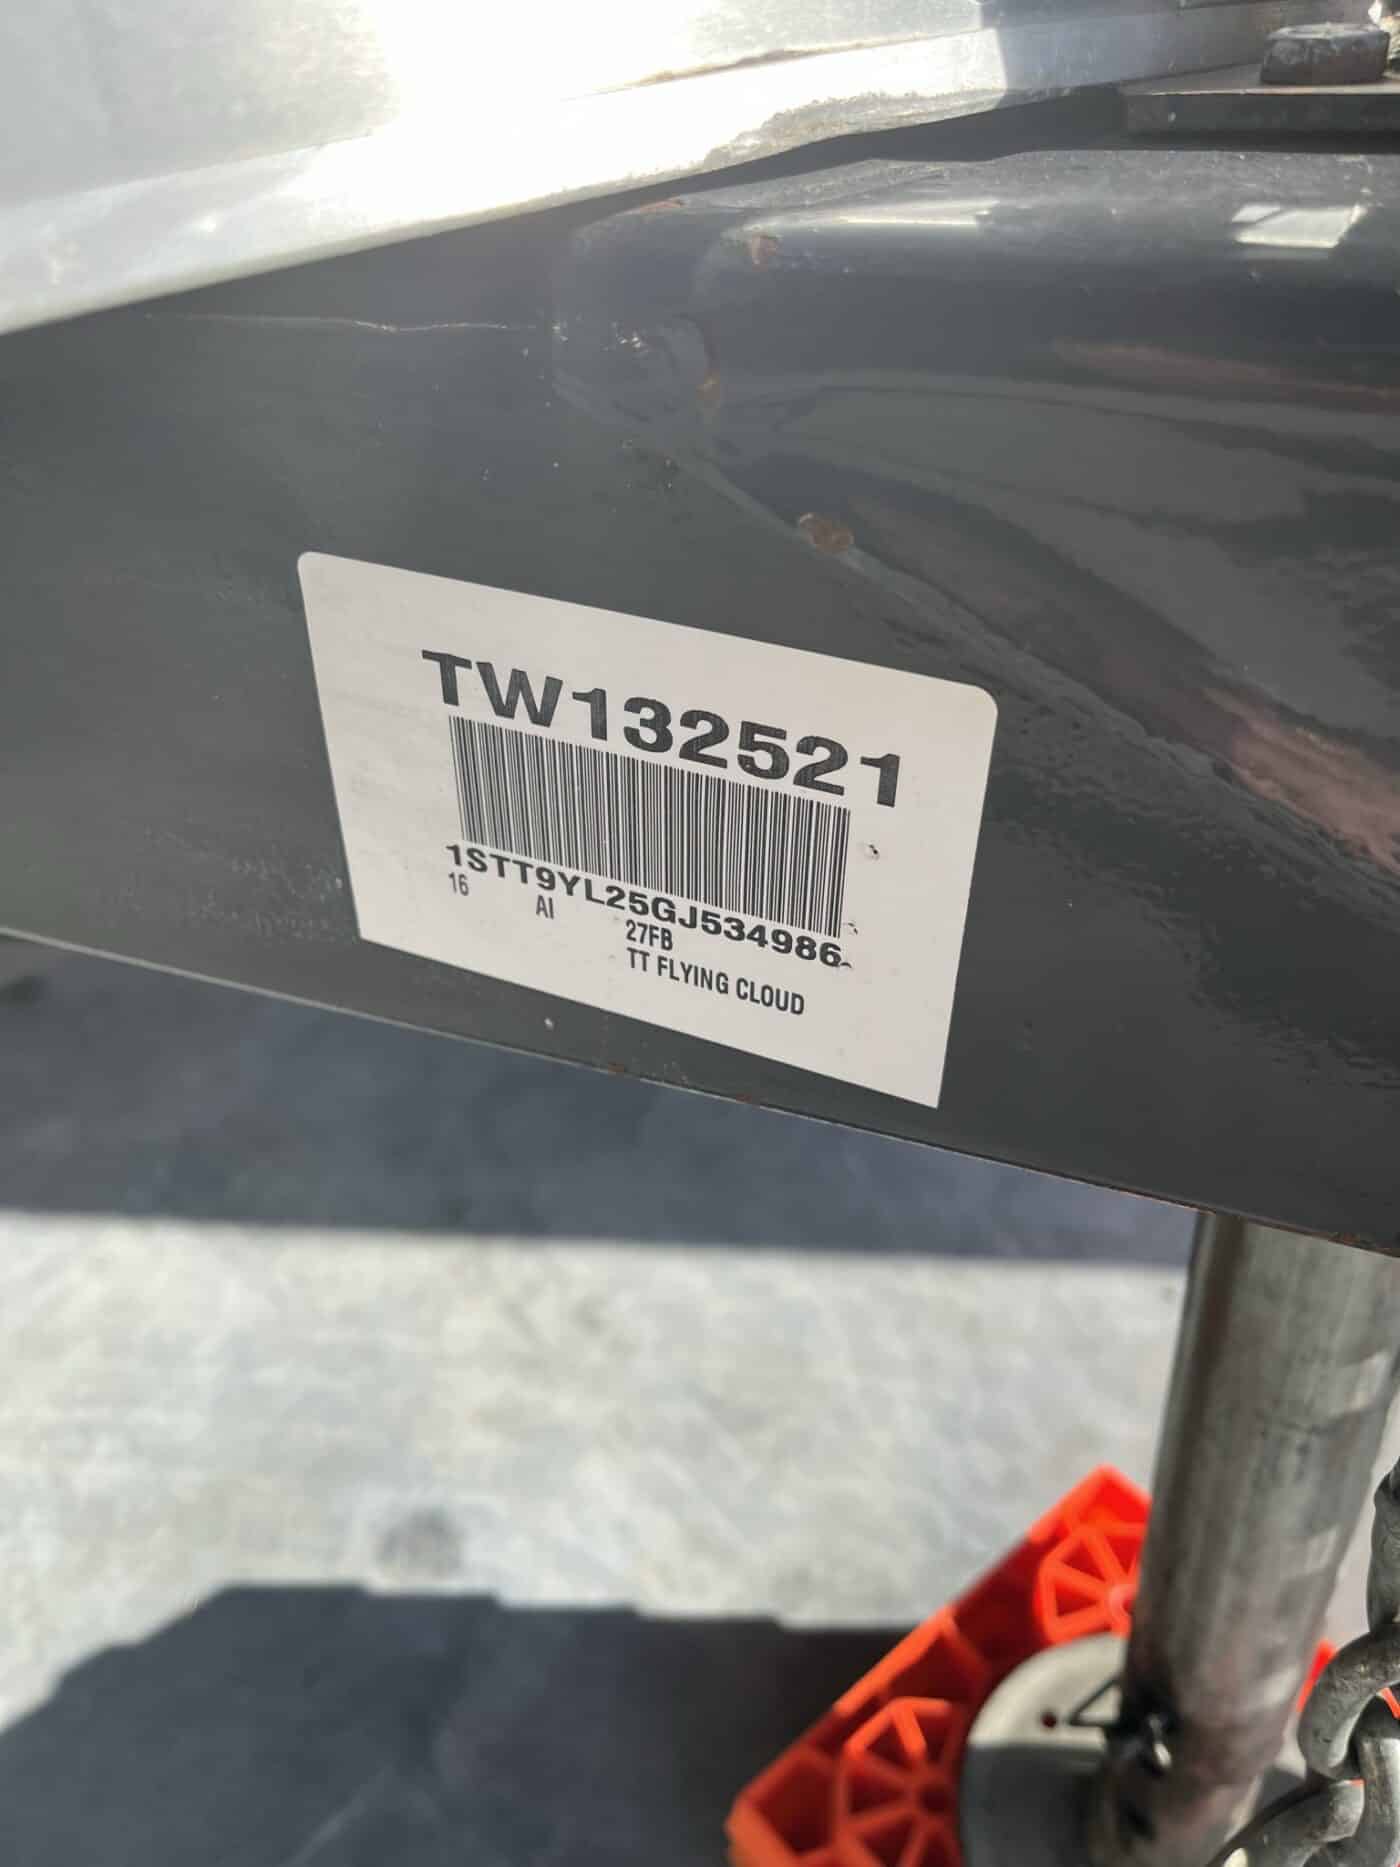 TW132521
1STT9YL25GJ534986
16 AI 27FB
TT FLYING CLOUD